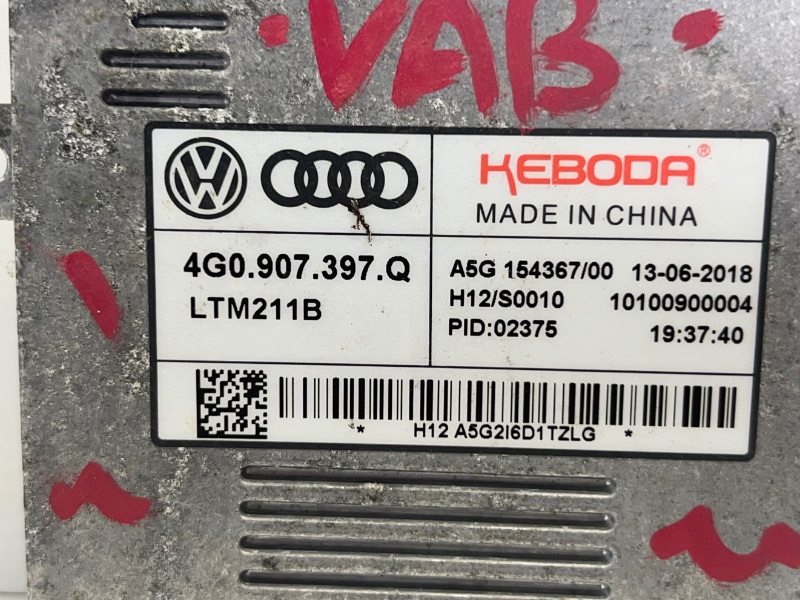 VAB
KEBODA®
MADE IN CHINA
4G0.907.397.Q
LTM211B
A5G 154367/00 13-06-2018
H12/S0010 10100900004
PID:02375 19:37:40
* H12 A5G2I6D1TZLG *